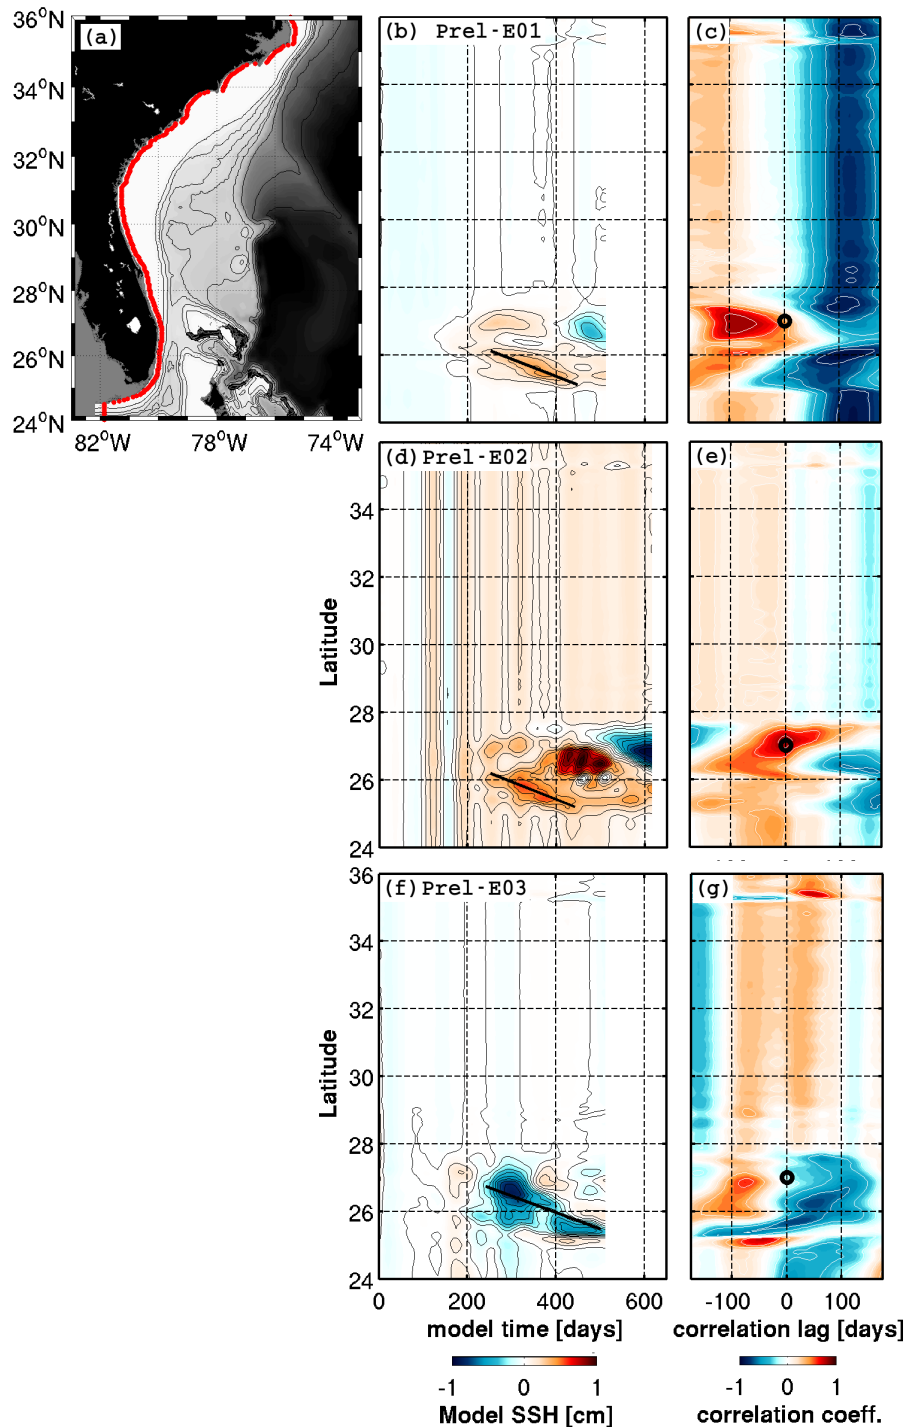 36°N
34°N
32°N
30°N
28°N
26°N
24°N
82°W
78°W
74°W
(a)
(b) Prel-E01
(c)
(d) Prel-E02
(e)
34
32
30
28
26
24
Latitude
(f) Prel-E03
(g)
36
34
32
30
28
26
24
Latitude
0
200
400
600
model time [days]
-100
0
100
correlation lag [days]
-1
0
1
Model SSH [cm]
-1
0
1
correlation coeff.